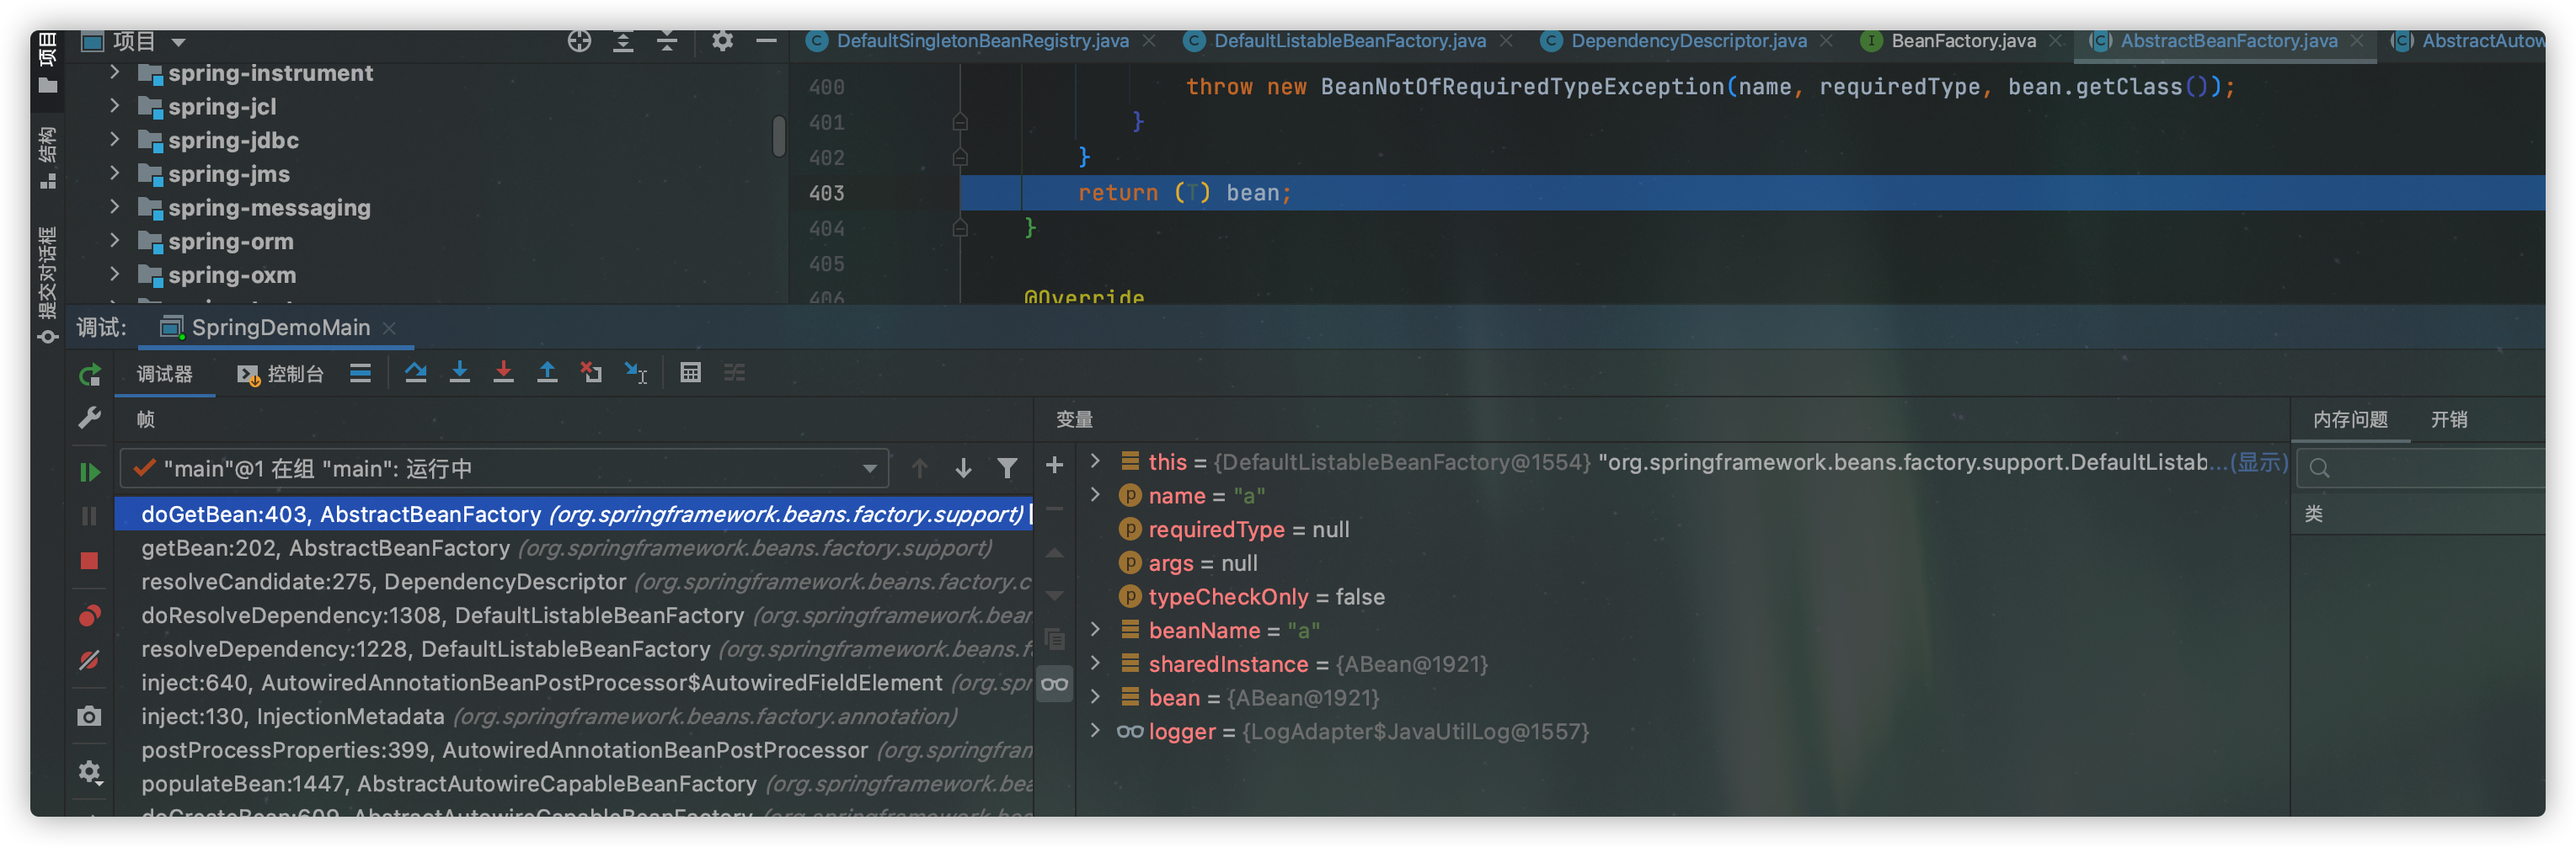 项目
结构
提交对话框
项目
spring-instrument
spring-jcl
spring-jdbc
spring-jms
spring-messaging
spring-orm
spring-oxm
DefaultSingletonBeanRegistry.java
DefaultListableBeanFactory.java
DependencyDescriptor.java
BeanFactory.java
AbstractBeanFactory.java
AbstractAutow
400 throw new BeanNotOfRequiredTypeException(name, requiredType, bean.getClass());
401 }
402 }
403 return (T) bean;
404 }
405
406 @Override
调试: SpringDemoMain
调试器 控制台
帧
"main"@1 在组 "main": 运行中
doGetBean:403, AbstractBeanFactory (org.springframework.beans.factory.support)
getBean:202, AbstractBeanFactory (org.springframework.beans.factory.support)
resolveCandidate:275, DependencyDescriptor (org.springframework.beans.factory.c
doResolveDependency:1308, DefaultListableBeanFactory (org.springframework.bear
resolveDependency:1228, DefaultListableBeanFactory (org.springframework.beans.f
inject:640, AutowiredAnnotationBeanPostProcessor$AutowiredFieldElement (org.spr
inject:130, InjectionMetadata (org.springframework.beans.factory.annotation)
postProcessProperties:399, AutowiredAnnotationBeanPostProcessor (org.springfram
populateBean:1447, AbstractAutowireCapableBeanFactory (org.springframework.bea
doCreateBean:609, AbstractAutowireCapableBeanFactory (org.springframework.bea
变量
this = {DefaultListableBeanFactory@1554} "org.springframework.beans.factory.support.DefaultListab...(显示)
name = "a"
requiredType = null
args = null
typeCheckOnly = false
beanName = "a"
sharedInstance = {ABean@1921}
bean = {ABean@1921}
logger = {LogAdapter$JavaUtilLog@1557}
内存问题 开销
类